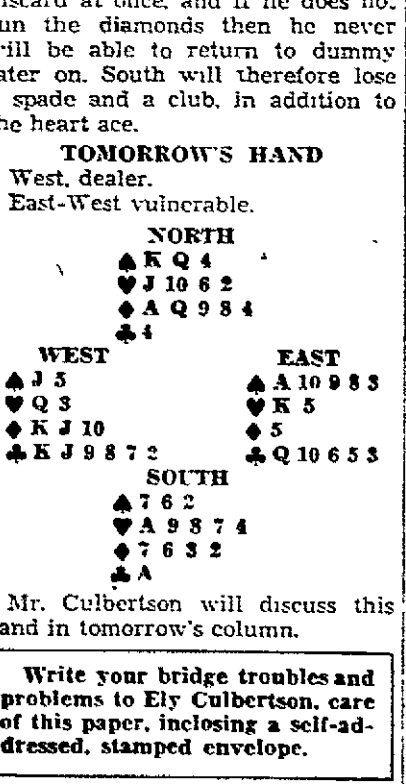 discard at once, and if he does not
run the diamonds then he never
will be able to return to dummy
later on. South will therefore lose
spade and a club, in addition to
the heart ace.
TOMORROW'S HAND
West, dealer.
East-West vulnerable.
NORTH
♠ K Q 4
♥ J 10 6 2
♦ A Q 9 8 4
♣ 4
WEST EAST
♠ J 5 ♠ A 10 9 8 3
♥ Q 3 ♥ K 5
♦ K J 10 ♦ 5
♣ K J 9 8 7 2 ♣ Q 10 6 5 3
SOUTH
♠ 7 6 2
♥ A 9 8 7 4
♦ 7 6 3 2
♣ A
Mr. Culbertson will discuss this
and in tomorrow's column.
Write your bridge troubles and
problems to Ely Culbertson, care
of this paper, inclosing a self-ad-
dressed, stamped envelope.